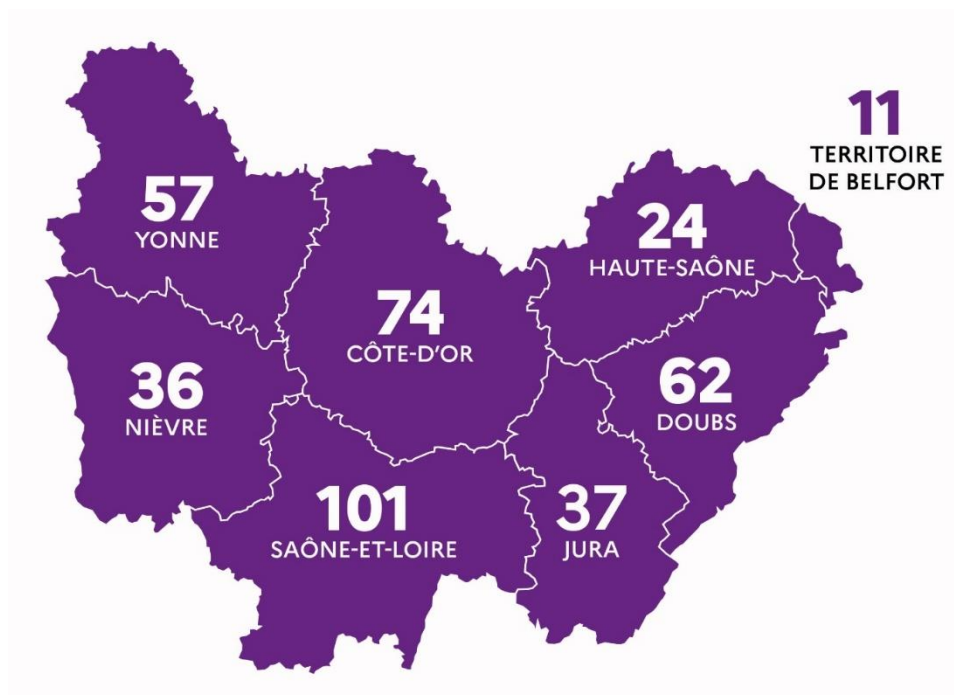 11
TERRITOIRE
DE BELFORT
57
YONNE
24
HAUTE-SAÔNE
74
CÔTE-D'OR
36
NIÈVRE
62
DOUBS
101
SAÔNE-ET-LOIRE
37
JURA